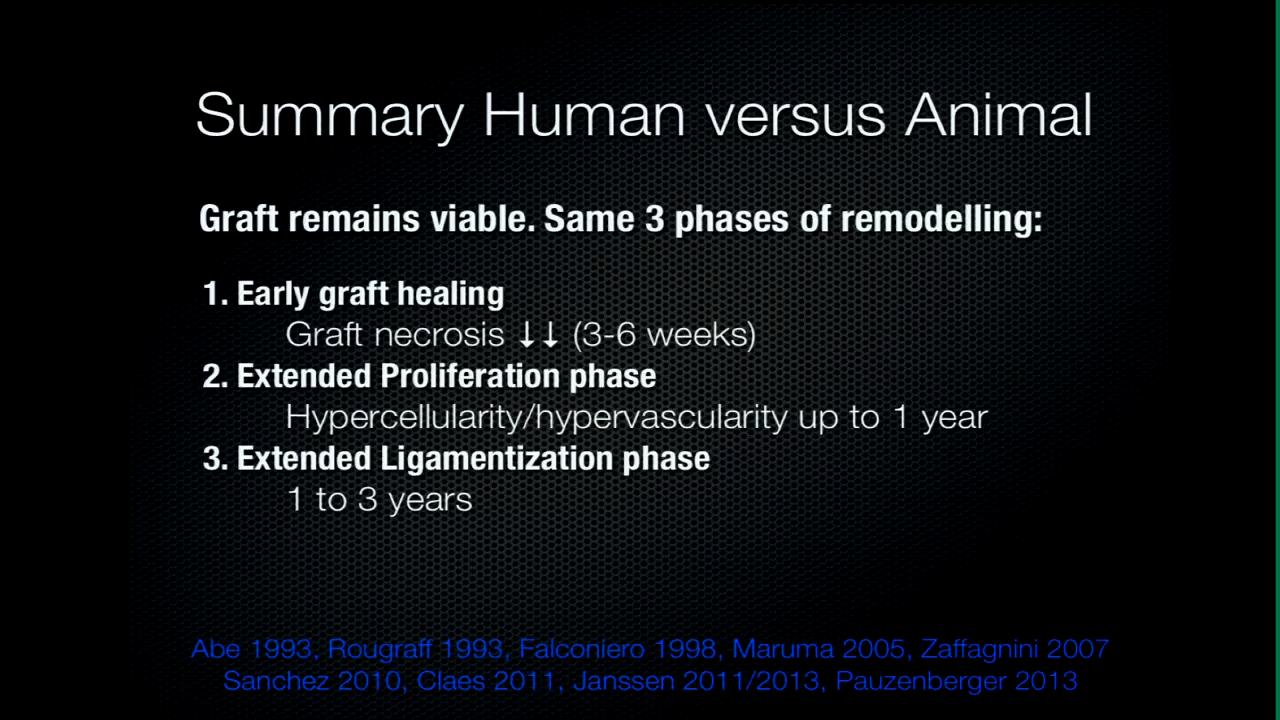 Summary Human versus Animal
Graft remains viable. Same 3 phases of remodelling:
1. Early graft healing
Graft necrosis ↓↓ (3-6 weeks)
2. Extended Proliferation phase
Hypercellularity/hypervascularity up to 1 year
3. Extended Ligamentization phase
1 to 3 years
Abe 1993, Rougraff 1993, Falconiero 1998, Maruma 2005, Zaffagnini 2007
Sanchez 2010, Claes 2011, Janssen 2011/2013, Pauzenberger 2013